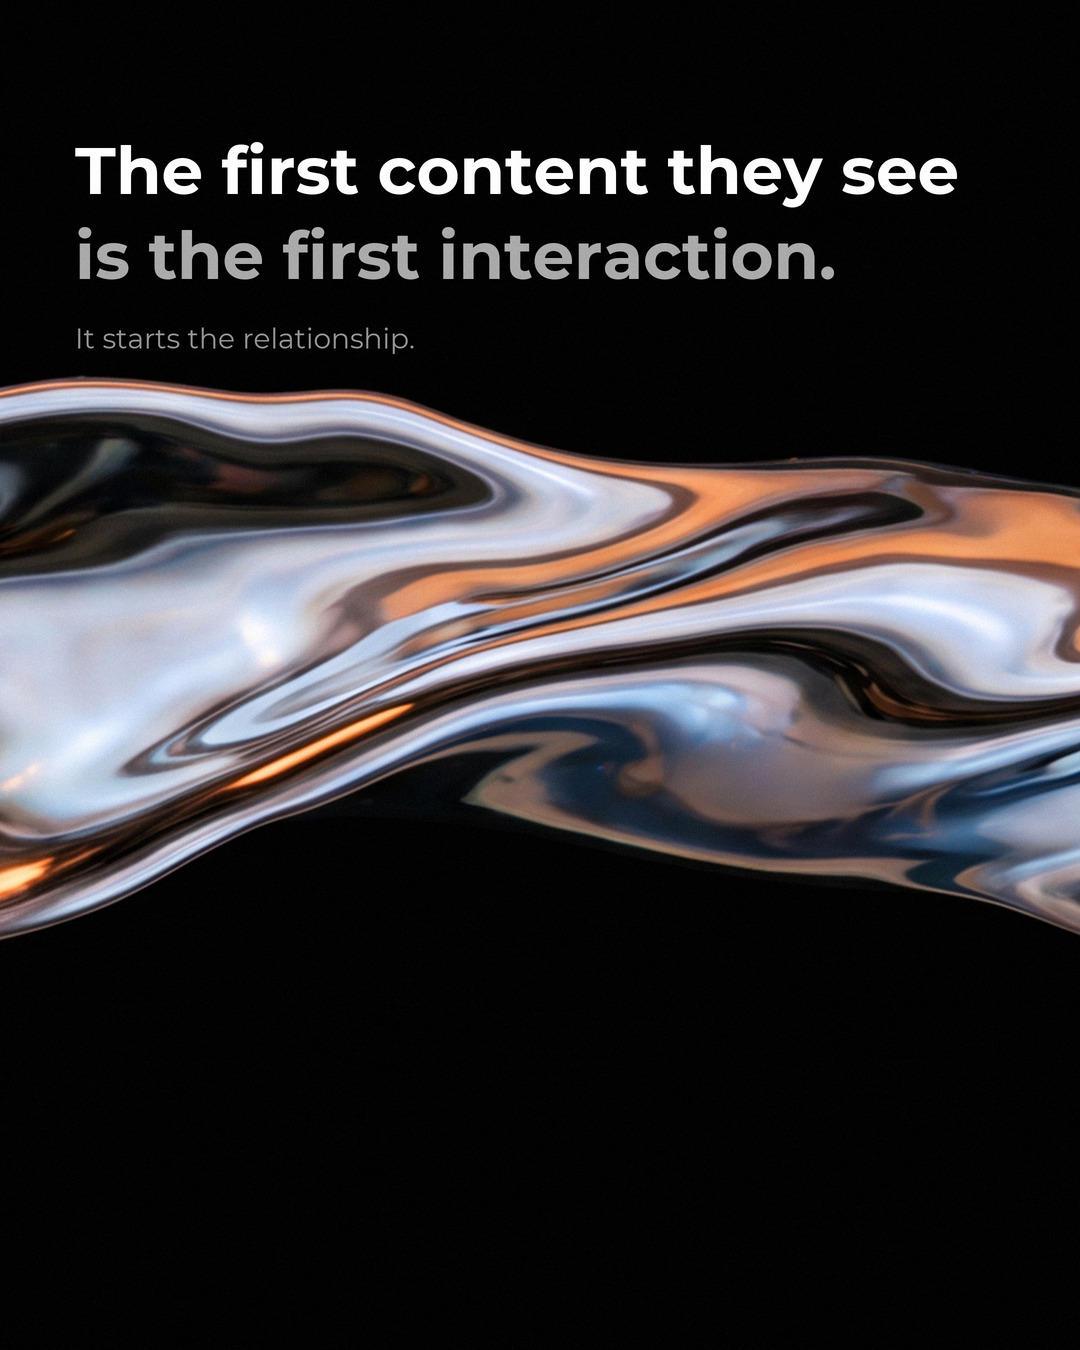 The first content they see
is the first interaction.
It starts the relationship.